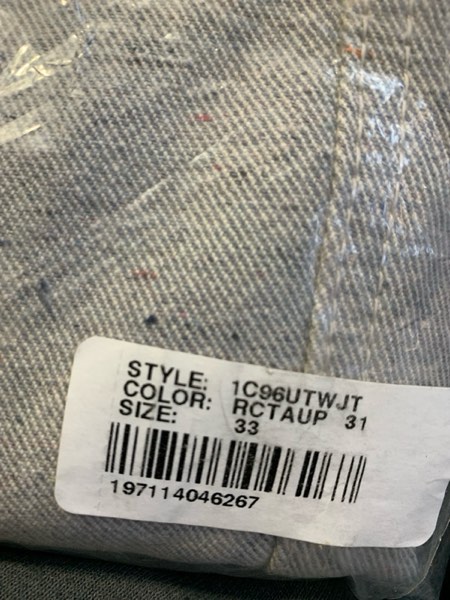 STYLE: 1C96UTWJT
COLOR: RCTAUP 31
SIZE: 33
197114046267